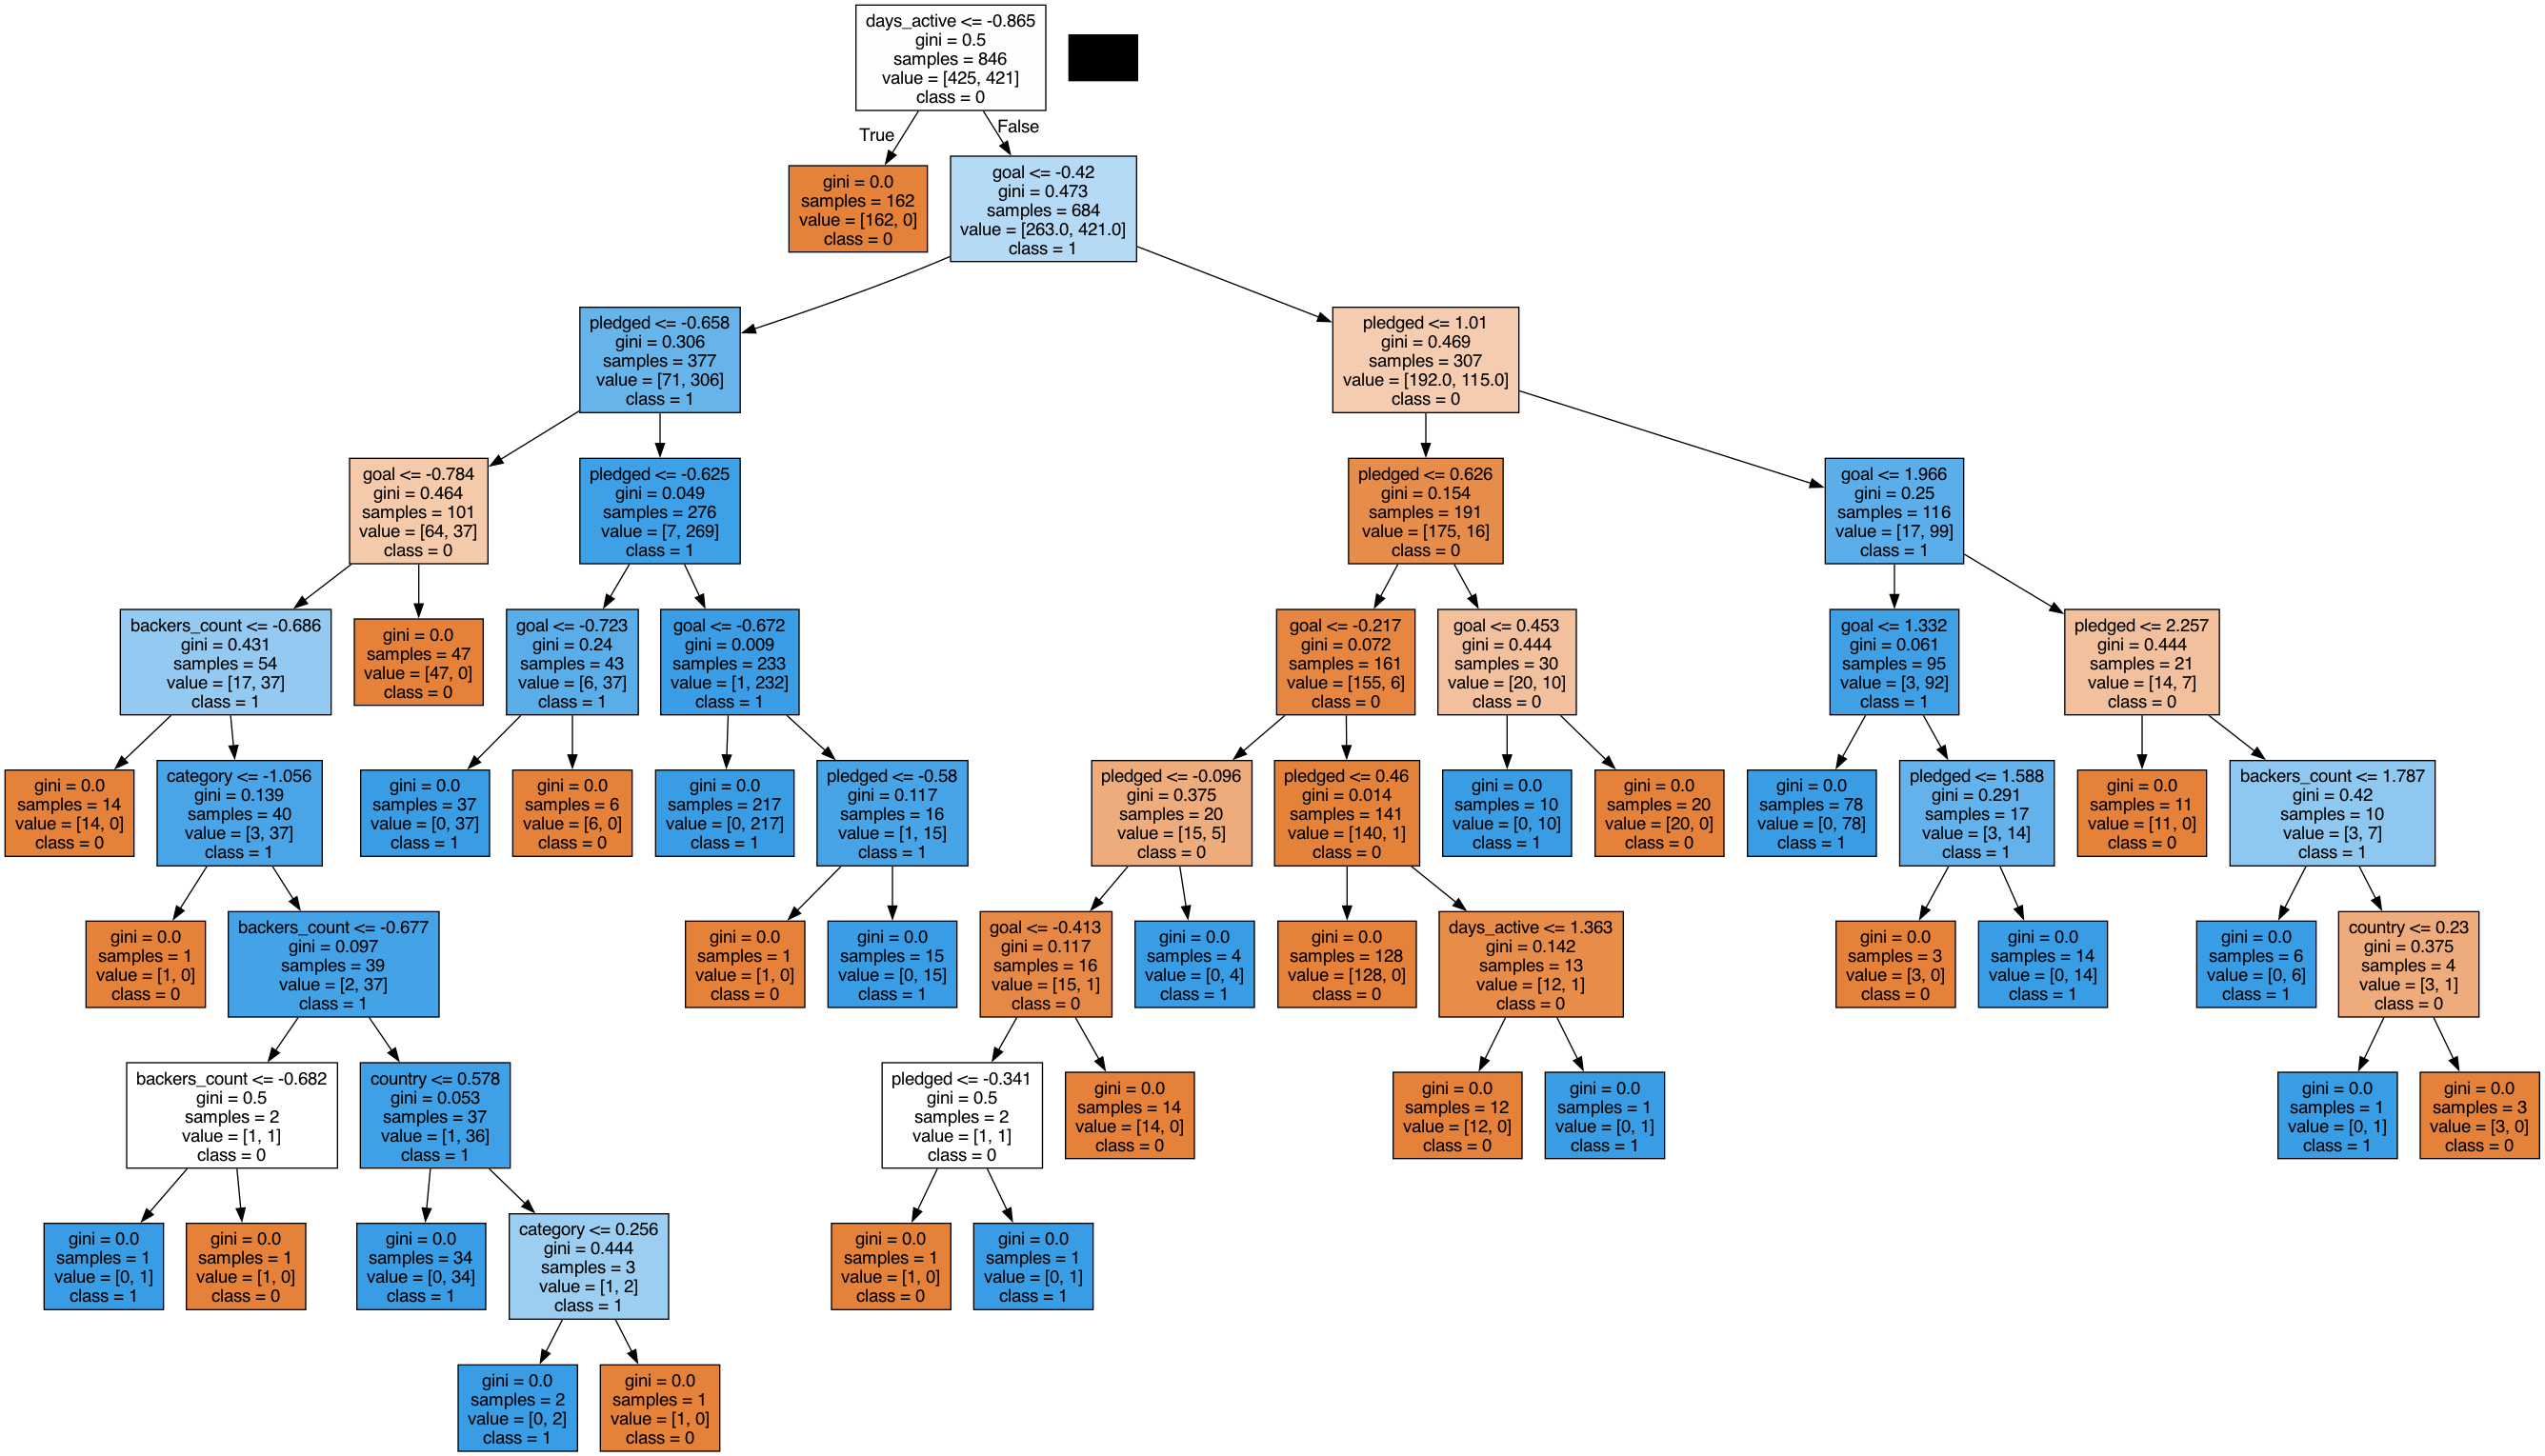 days_active <= -0.865
gini = 0.5
samples = 846
value = [425, 421]
class = 0
True
False
gini = 0.0
samples = 162
value = [162, 0]
class = 0
goal <= -0.42
gini = 0.473
samples = 684
value = [263.0, 421.0]
class = 1
pledged <= -0.658
gini = 0.306
samples = 377
value = [71, 306]
class = 1
pledged <= 1.01
gini = 0.469
samples = 307
value = [192.0, 115.0]
class = 0
goal <= -0.784
gini = 0.464
samples = 101
value = [64, 37]
class = 0
pledged <= -0.625
gini = 0.049
samples = 276
value = [7, 269]
class = 1
pledged <= 0.626
gini = 0.154
samples = 191
value = [175, 16]
class = 0
goal <= 1.966
gini = 0.25
samples = 116
value = [17, 99]
class = 1
backers_count <= -0.686
gini = 0.431
samples = 54
value = [17, 37]
class = 1
gini = 0.0
samples = 47
value = [47, 0]
class = 0
goal <= -0.723
gini = 0.24
samples = 43
value = [6, 37]
class = 1
goal <= -0.672
gini = 0.009
samples = 233
value = [1, 232]
class = 1
goal <= -0.217
gini = 0.072
samples = 161
value = [155, 6]
class = 0
goal <= 0.453
gini = 0.444
samples = 30
value = [20, 10]
class = 0
goal <= 1.332
gini = 0.061
samples = 95
value = [3, 92]
class = 1
pledged <= 2.257
gini = 0.444
samples = 21
value = [14, 7]
class = 0
gini = 0.0
samples = 14
value = [14, 0]
class = 0
category <= -1.056
gini = 0.139
samples = 40
value = [3, 37]
class = 1
gini = 0.0
samples = 37
value = [0, 37]
class = 1
gini = 0.0
samples = 6
value = [6, 0]
class = 0
gini = 0.0
samples = 217
value = [0, 217]
class = 1
pledged <= -0.58
gini = 0.117
samples = 16
value = [1, 15]
class = 1
pledged <= -0.096
gini = 0.375
samples = 20
value = [15, 5]
class = 0
pledged <= 0.46
gini = 0.014
samples = 141
value = [140, 1]
class = 0
gini = 0.0
samples = 10
value = [0, 10]
class = 1
gini = 0.0
samples = 20
value = [20, 0]
class = 0
gini = 0.0
samples = 78
value = [0, 78]
class = 1
pledged <= 1.588
gini = 0.291
samples = 17
value = [3, 14]
class = 1
gini = 0.0
samples = 11
value = [11, 0]
class = 0
backers_count <= 1.787
gini = 0.42
samples = 10
value = [3, 7]
class = 1
gini = 0.0
samples = 1
value = [1, 0]
class = 0
backers_count <= -0.677
gini = 0.097
samples = 39
value = [2, 37]
class = 1
gini = 0.0
samples = 1
value = [1, 0]
class = 0
gini = 0.0
samples = 15
value = [0, 15]
class = 1
goal <= -0.413
gini = 0.117
samples = 16
value = [15, 1]
class = 0
gini = 0.0
samples = 4
value = [0, 4]
class = 1
gini = 0.0
samples = 128
value = [128, 0]
class = 0
days_active <= 1.363
gini = 0.142
samples = 13
value = [12, 1]
class = 0
gini = 0.0
samples = 3
value = [3, 0]
class = 0
gini = 0.0
samples = 14
value = [0, 14]
class = 1
gini = 0.0
samples = 6
value = [0, 6]
class = 1
country <= 0.23
gini = 0.375
samples = 4
value = [3, 1]
class = 0
backers_count <= -0.682
gini = 0.5
samples = 2
value = [1, 1]
class = 0
country <= 0.578
gini = 0.053
samples = 37
value = [1, 36]
class = 1
pledged <= -0.341
gini = 0.5
samples = 2
value = [1, 1]
class = 0
gini = 0.0
samples = 14
value = [14, 0]
class = 0
gini = 0.0
samples = 12
value = [12, 0]
class = 0
gini = 0.0
samples = 1
value = [0, 1]
class = 1
gini = 0.0
samples = 1
value = [0, 1]
class = 1
gini = 0.0
samples = 3
value = [3, 0]
class = 0
gini = 0.0
samples = 1
value = [0, 1]
class = 1
gini = 0.0
samples = 1
value = [1, 0]
class = 0
gini = 0.0
samples = 34
value = [0, 34]
class = 1
category <= 0.256
gini = 0.444
samples = 3
value = [1, 2]
class = 1
gini = 0.0
samples = 1
value = [1, 0]
class = 0
gini = 0.0
samples = 1
value = [0, 1]
class = 1
gini = 0.0
samples = 2
value = [0, 2]
class = 1
gini = 0.0
samples = 1
value = [1, 0]
class = 0